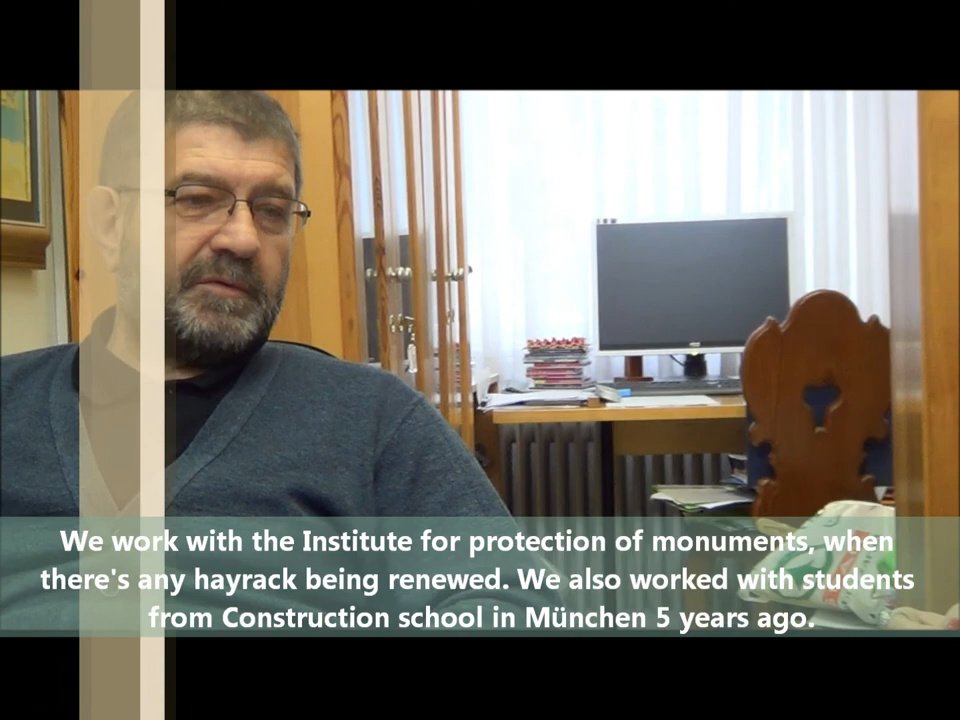 We work with the Institute for protection of monuments, when
there's any hayrack being renewed. We also worked with students
from Construction school in München 5 years ago.